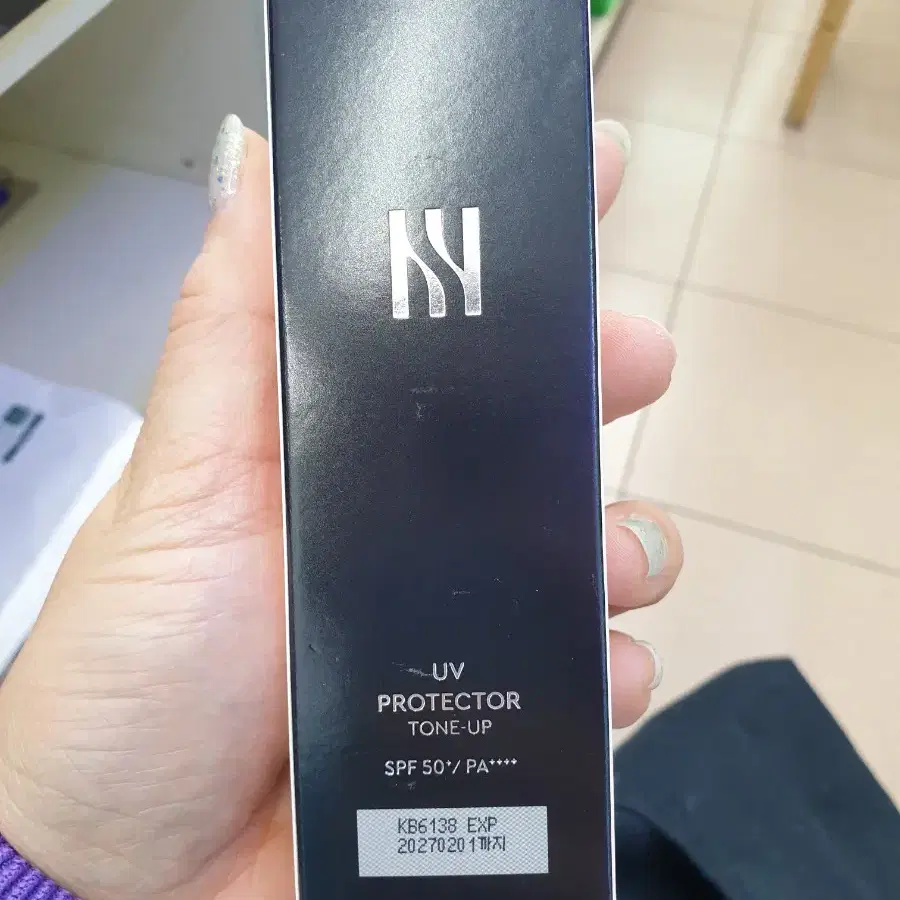 UV
PROTECTOR
TONE-UP
SPF 50⁺/ PA⁺⁺⁺⁺
KB6138 EXP
20270201까지